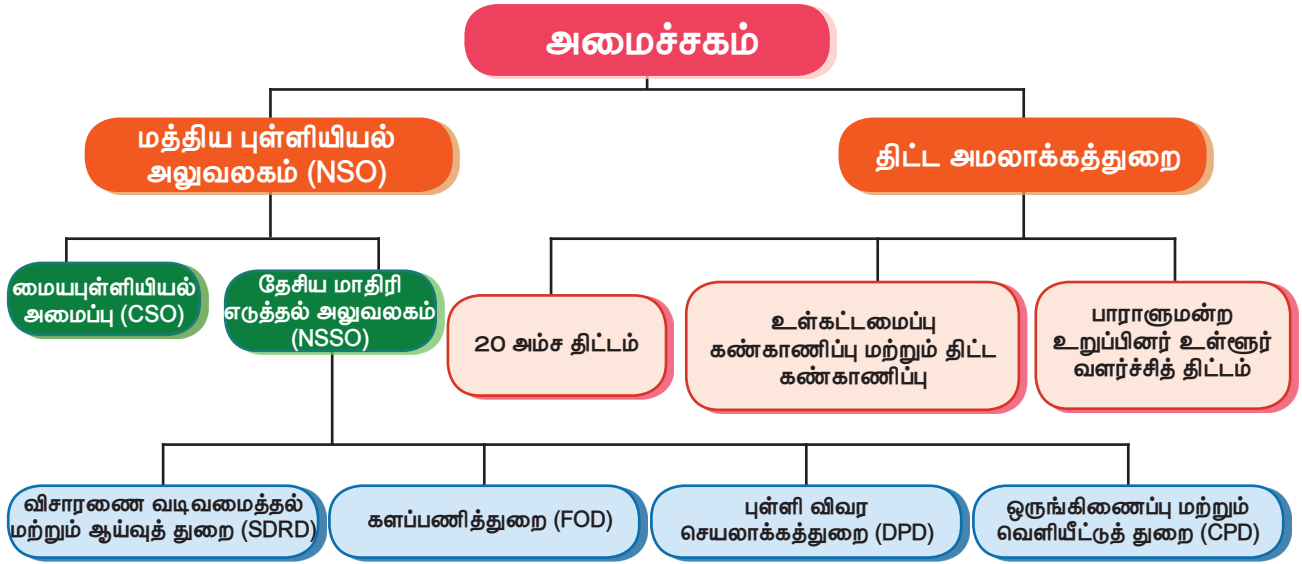 அமைச்சகம்
மத்திய புள்ளியியல்
அலுவலகம் (NSO)
திட்ட அமலாக்கத்துறை
மையபுள்ளியியல்
அமைப்பு (CSO)
தேசிய மாதிரி
எடுத்தல் அலுவலகம்
(NSSO)
20 அம்ச திட்டம்
உள்கட்டமைப்பு
கண்காணிப்பு மற்றும் திட்ட
கண்காணிப்பு
பாராளுமன்ற
உறுப்பினர் உள்ளூர்
வளர்ச்சித் திட்டம்
விசாரணை வடிவமைத்தல்
மற்றும் ஆய்வுத் துறை (SDRD)
களப்பணித்துறை (FOD)
புள்ளி விவர
செயலாக்கத்துறை (DPD)
ஒருங்கிணைப்பு மற்றும்
வெளியீட்டுத் துறை (CPD)